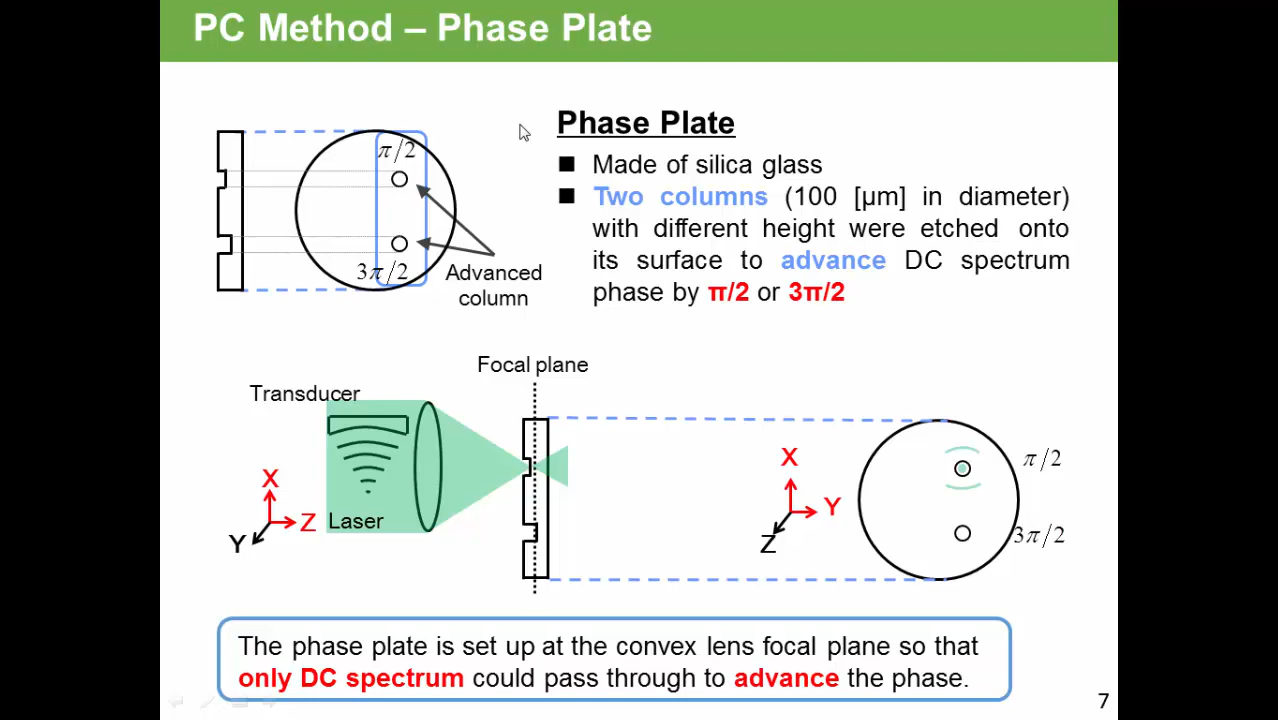 PC Method – Phase Plate
π/2
3π/2
Advanced
column
Phase Plate
■ Made of silica glass
■ Two columns (100 [μm] in diameter)
with different height were etched onto
its surface to advance DC spectrum
phase by π/2 or 3π/2
Focal plane
Transducer
X
Z
Y
Laser
X
Y
Z
π/2
3π/2
The phase plate is set up at the convex lens focal plane so that
only DC spectrum could pass through to advance the phase.
7